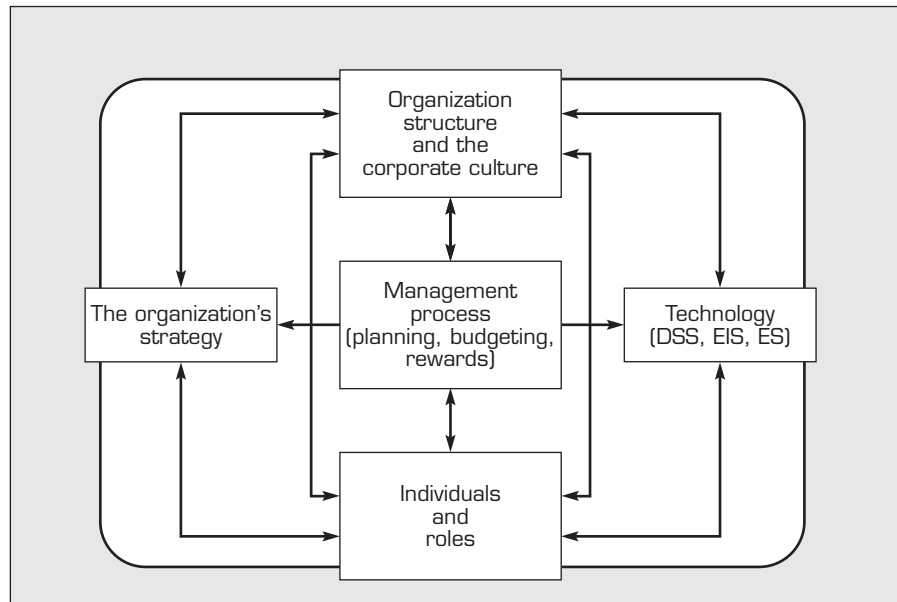 Organization
structure
and the
corporate culture
The organization’s
strategy
Management
process
(planning, budgeting,
rewards)
Technology
(DSS, EIS, ES)
Individuals
and
roles